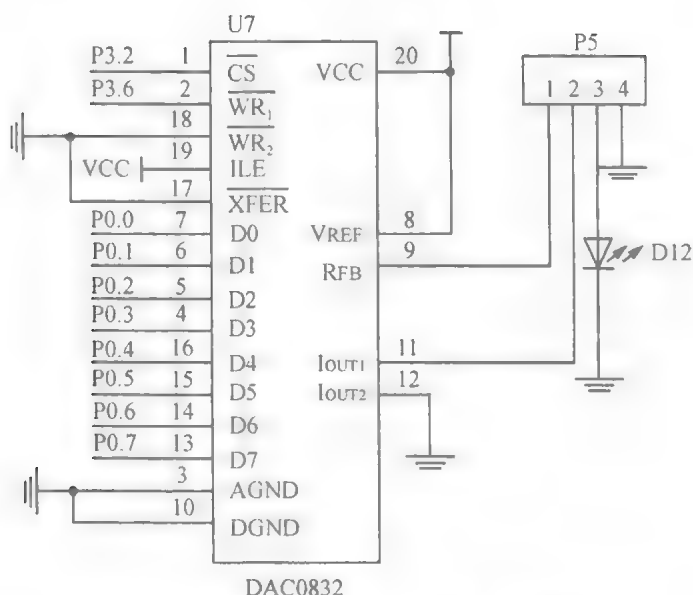 U7
P5
P3.2 1 CS VCC 20
1 2 3 4
P3.6 2 WR1
18 WR2
VCC 19 ILE
17 XFER
P0.0 7 D0 VREF 8
P0.1 6 D1 RFB 9
D12
P0.2 5 D2
P0.3 4 D3
P0.4 16 D4 IOUT1 11
P0.5 15 D5 IOUT2 12
P0.6 14 D6
P0.7 13 D7
3 AGND
10 DGND
DAC0832